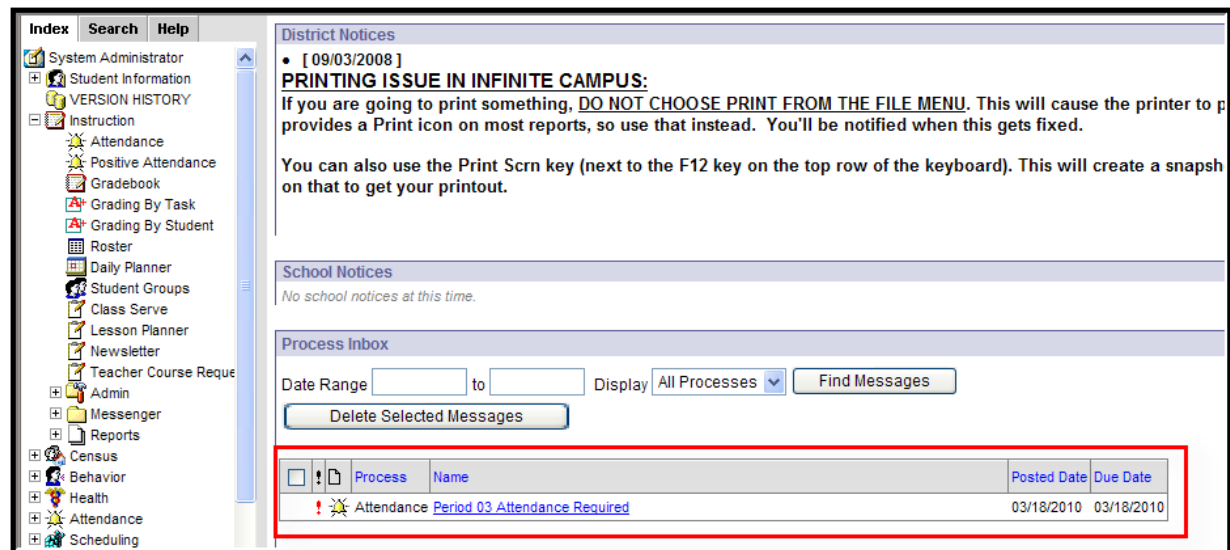 Index Search Help
System Administrator
Student Information
VERSION HISTORY
Instruction
Attendance
Positive Attendance
Gradebook
Grading By Task
Grading By Student
Roster
Daily Planner
Student Groups
Class Serve
Lesson Planner
Newsletter
Teacher Course Reque
Admin
Messenger
Reports
Census
Behavior
Health
Attendance
Scheduling
District Notices
• [ 09/03/2008 ]
PRINTING ISSUE IN INFINITE CAMPUS:
If you are going to print something, DO NOT CHOOSE PRINT FROM THE FILE MENU. This will cause the printer to p
provides a Print icon on most reports, so use that instead. You'll be notified when this gets fixed.
You can also use the Print Scrn key (next to the F12 key on the top row of the keyboard). This will create a snapsh
on that to get your printout.
School Notices
No school notices at this time.
Process Inbox
Date Range to Display All Processes Find Messages
Delete Selected Messages
! Process Name Posted Date Due Date
! Attendance Period 03 Attendance Required 03/18/2010 03/18/2010